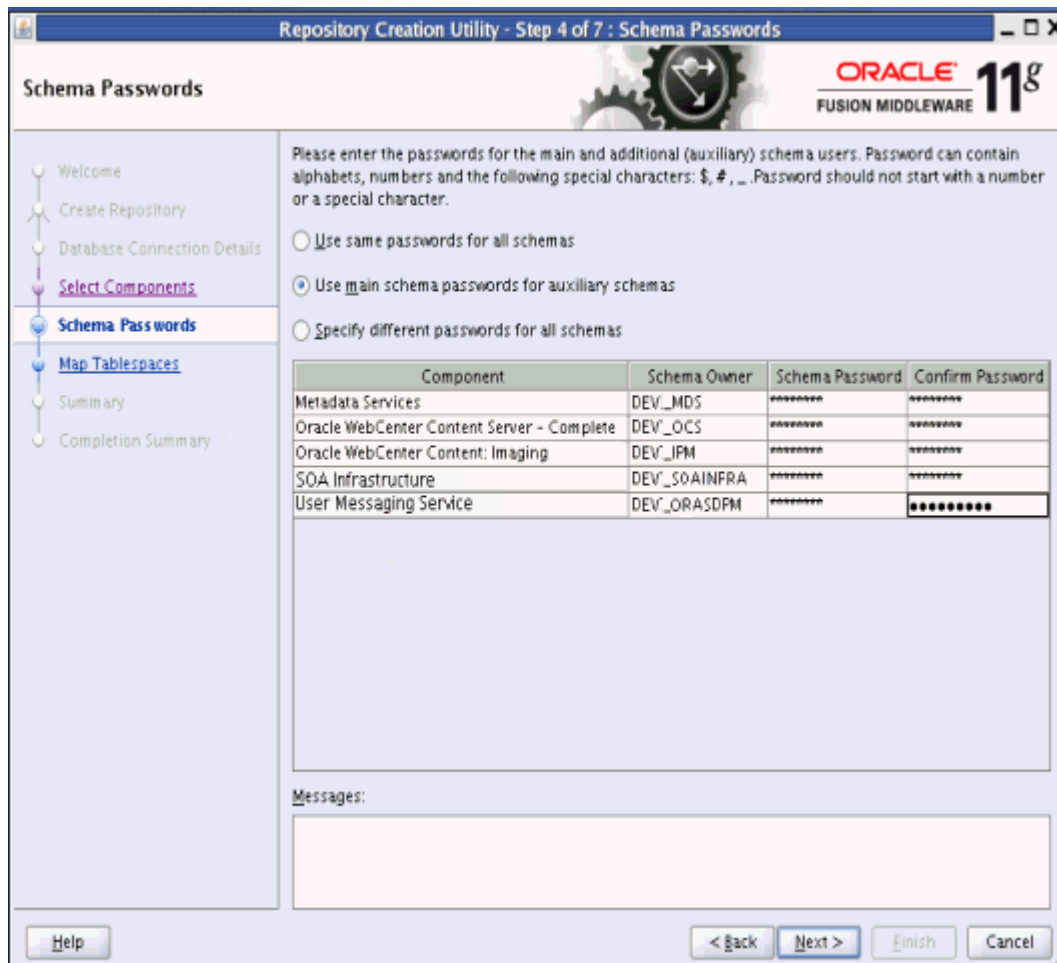 Repository Creation Utility - Step 4 of 7 : Schema Passwords
Schema Passwords
ORACLE
FUSION MIDDLEWARE
11g
Welcome
Create Repository
Database Connection Details
Select Components
Schema Passwords
Map Tablespaces
Summary
Completion Summary
Please enter the passwords for the main and additional (auxiliary) schema users. Password can contain
alphabets, numbers and the following special characters: $, # , _ .Password should not start with a number
or a special character.
Use same passwords for all schemas
Use main schema passwords for auxiliary schemas
Specify different passwords for all schemas
Component Schema Owner Schema Password Confirm Password
Metadata Services DEV_MDS ******** ********
Oracle WebCenter Content Server - Complete DEV_OCS ******** ********
Oracle WebCenter Content: Imaging DEV_IPM ******** ********
SOA Infrastructure DEV_SOAINFRA ******** ********
User Messaging Service DEV_ORASDPM ******** •••••••••
Messages:
Help
< Back
Next >
Finish
Cancel